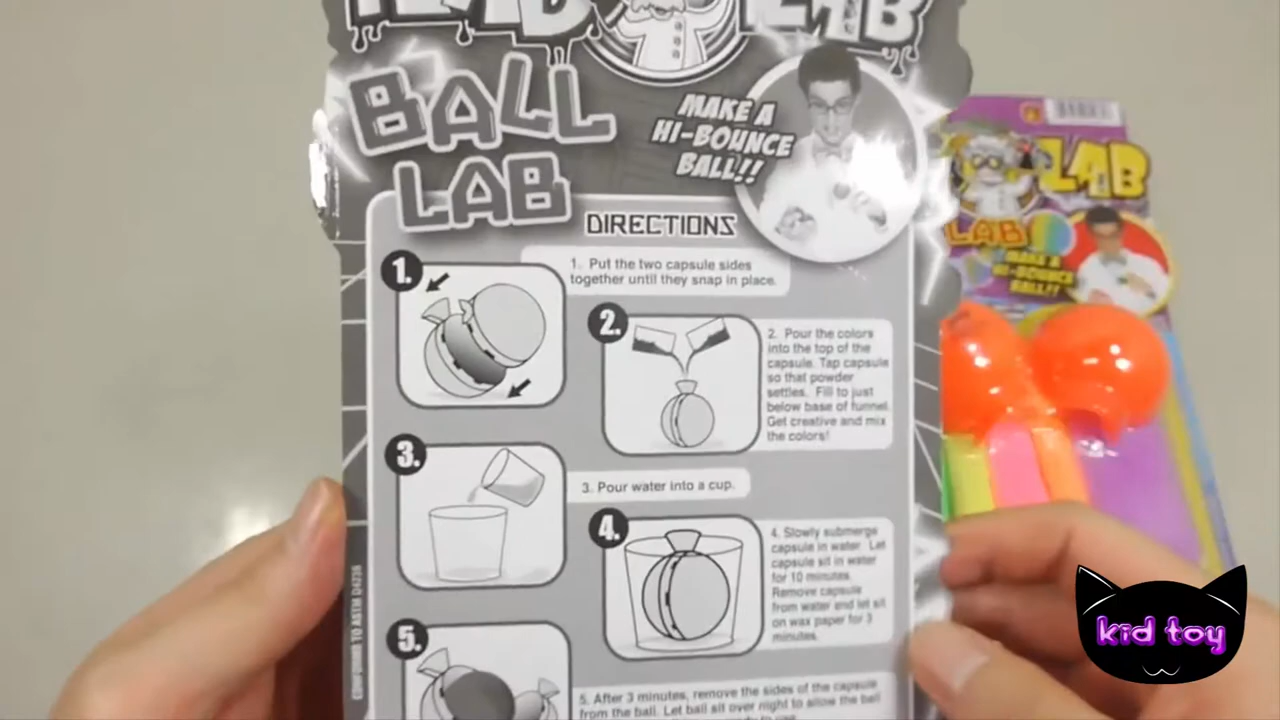 LAB
BALL
LAB
MAKE A
HI-BOUNCE
BALL!!
DIRECTIONS
1.
1. Put the two capsule sides
together until they snap in place.
2.
2. Pour the colors
into the top of the
capsule. Tap capsule
so that powder
settles. Fill to just
below base of funnel.
Get creative and mix
the colors!
3.
3. Pour water into a cup.
4.
4. Slowly submerge
capsule in water. Let
capsule sit in water
for 10 minutes.
Remove capsule
from water and let sit
on wax paper for 3
minutes.
5.
5. After 3 minutes, remove the sides of the capsule
from the ball. Let ball sit over night to allow the ball
CONFORMS TO ASTM D4236
LAB
LAB
MAKE A
HI-BOUNCE
BALL!!
kid toy